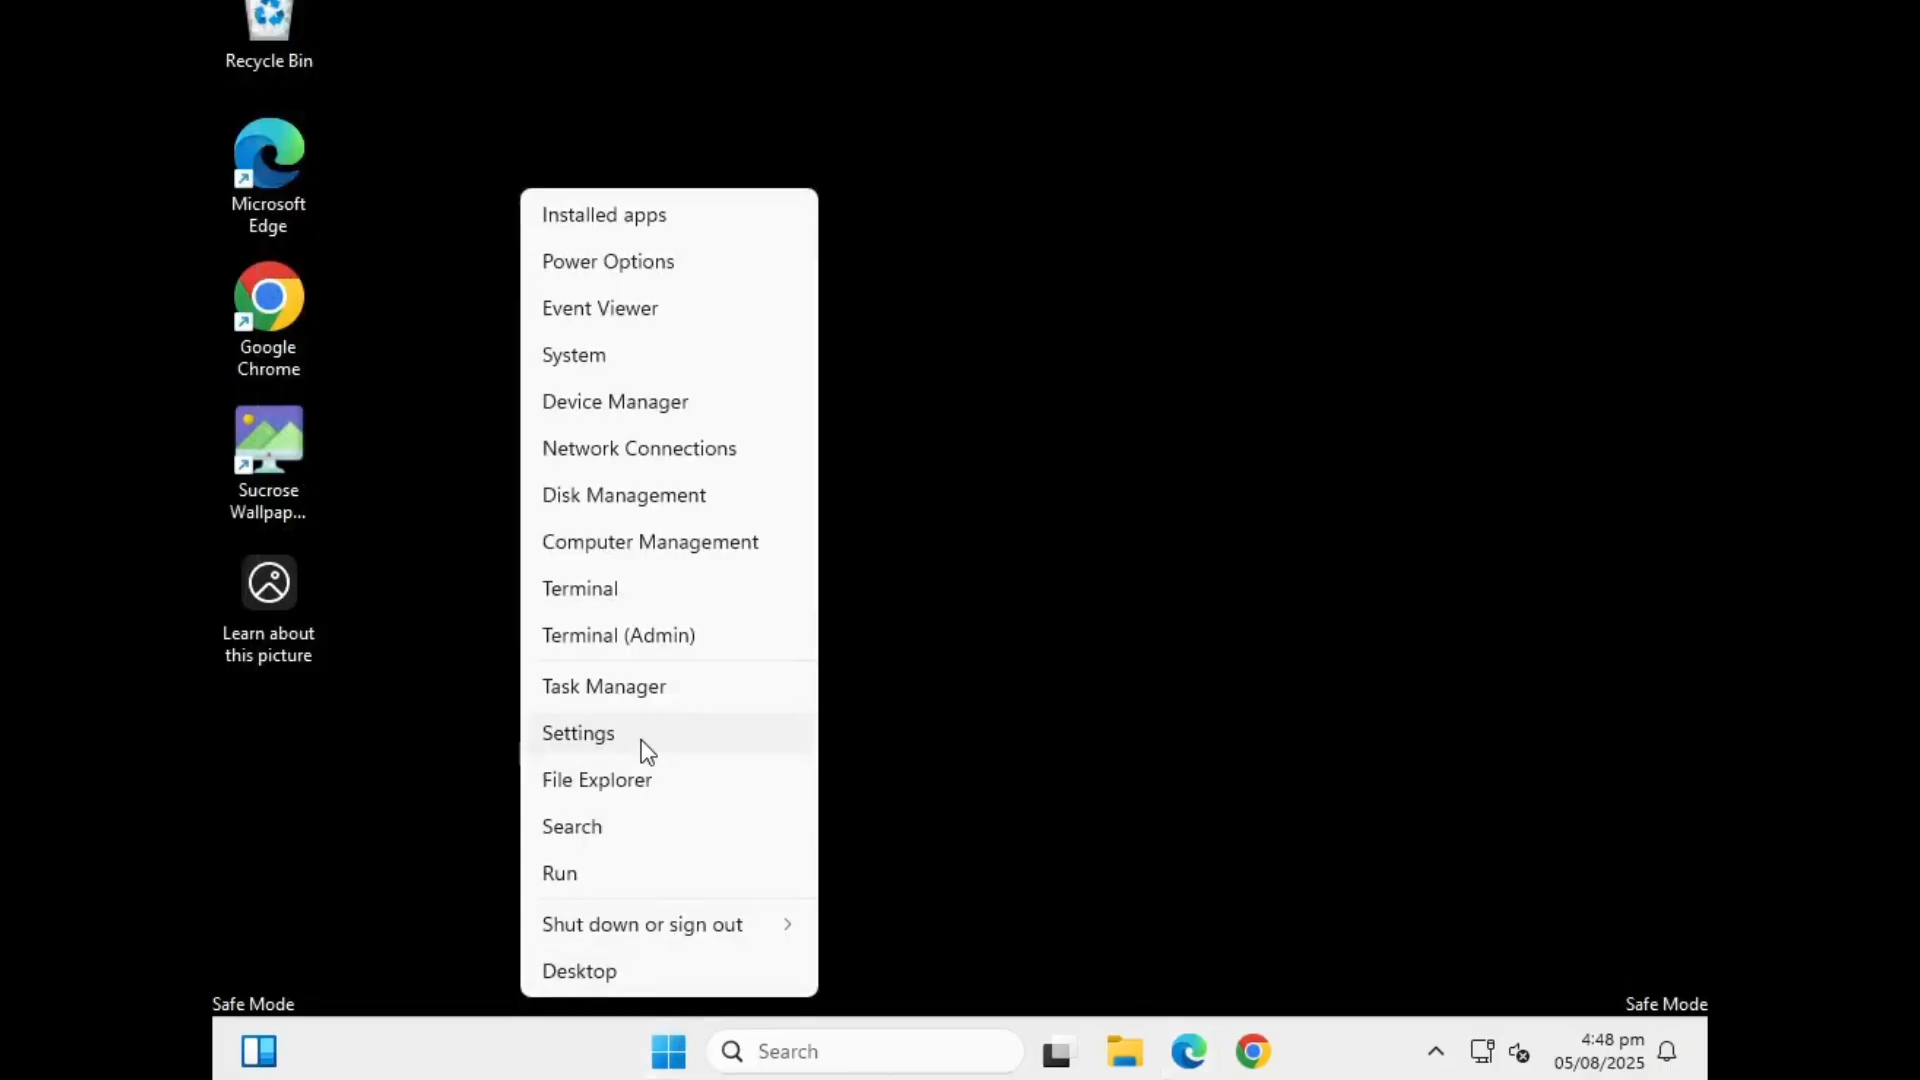 Recycle Bin
Microsoft
Edge
Google
Chrome
Sucrose
Wallpap...
Learn about
this picture
Installed apps
Power Options
Event Viewer
System
Device Manager
Network Connections
Disk Management
Computer Management
Terminal
Terminal (Admin)
Task Manager
Settings
File Explorer
Search
Run
Shut down or sign out
Desktop
Safe Mode
Safe Mode
Search
4:48 pm
05/08/2025